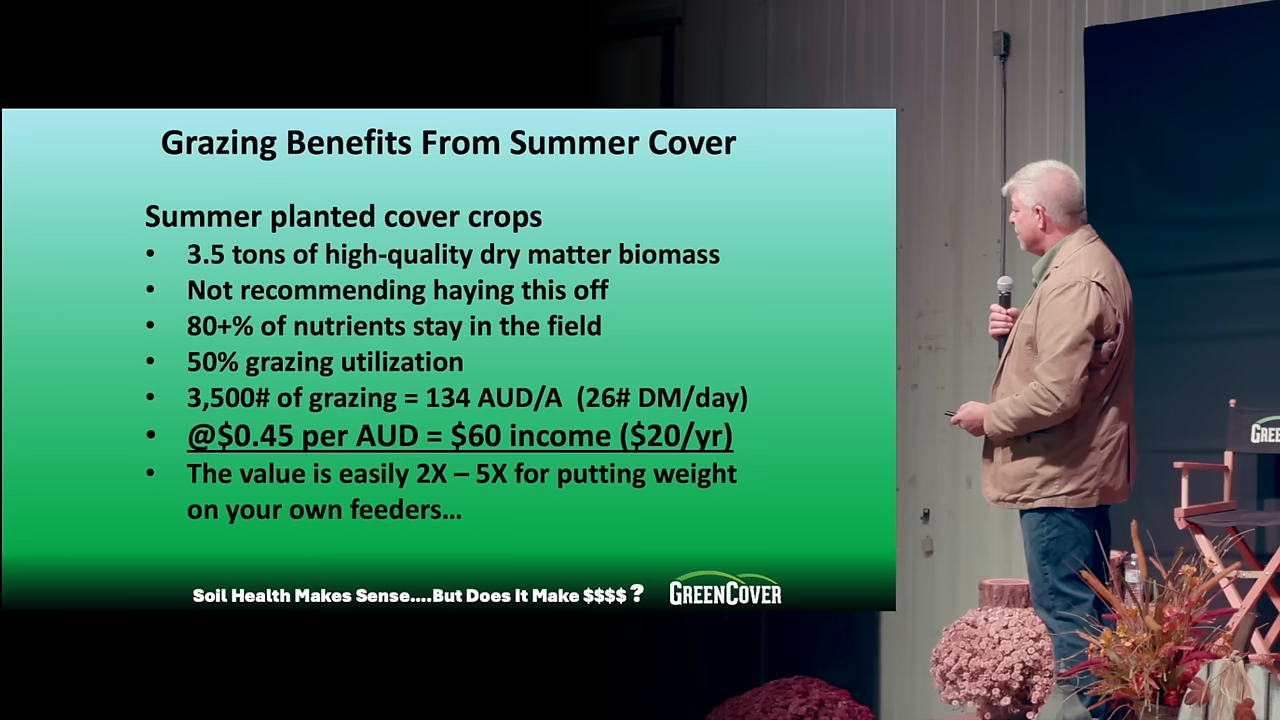 Grazing Benefits From Summer Cover
Summer planted cover crops
• 3.5 tons of high-quality dry matter biomass
• Not recommending haying this off
• 80+% of nutrients stay in the field
• 50% grazing utilization
• 3,500# of grazing = 134 AUD/A (26# DM/day)
• @$0.45 per AUD = $60 income ($20/yr)
• The value is easily 2X – 5X for putting weight
on your own feeders...
Soil Health Makes Sense....But Does It Make $$$$ ?
GREENCOVER